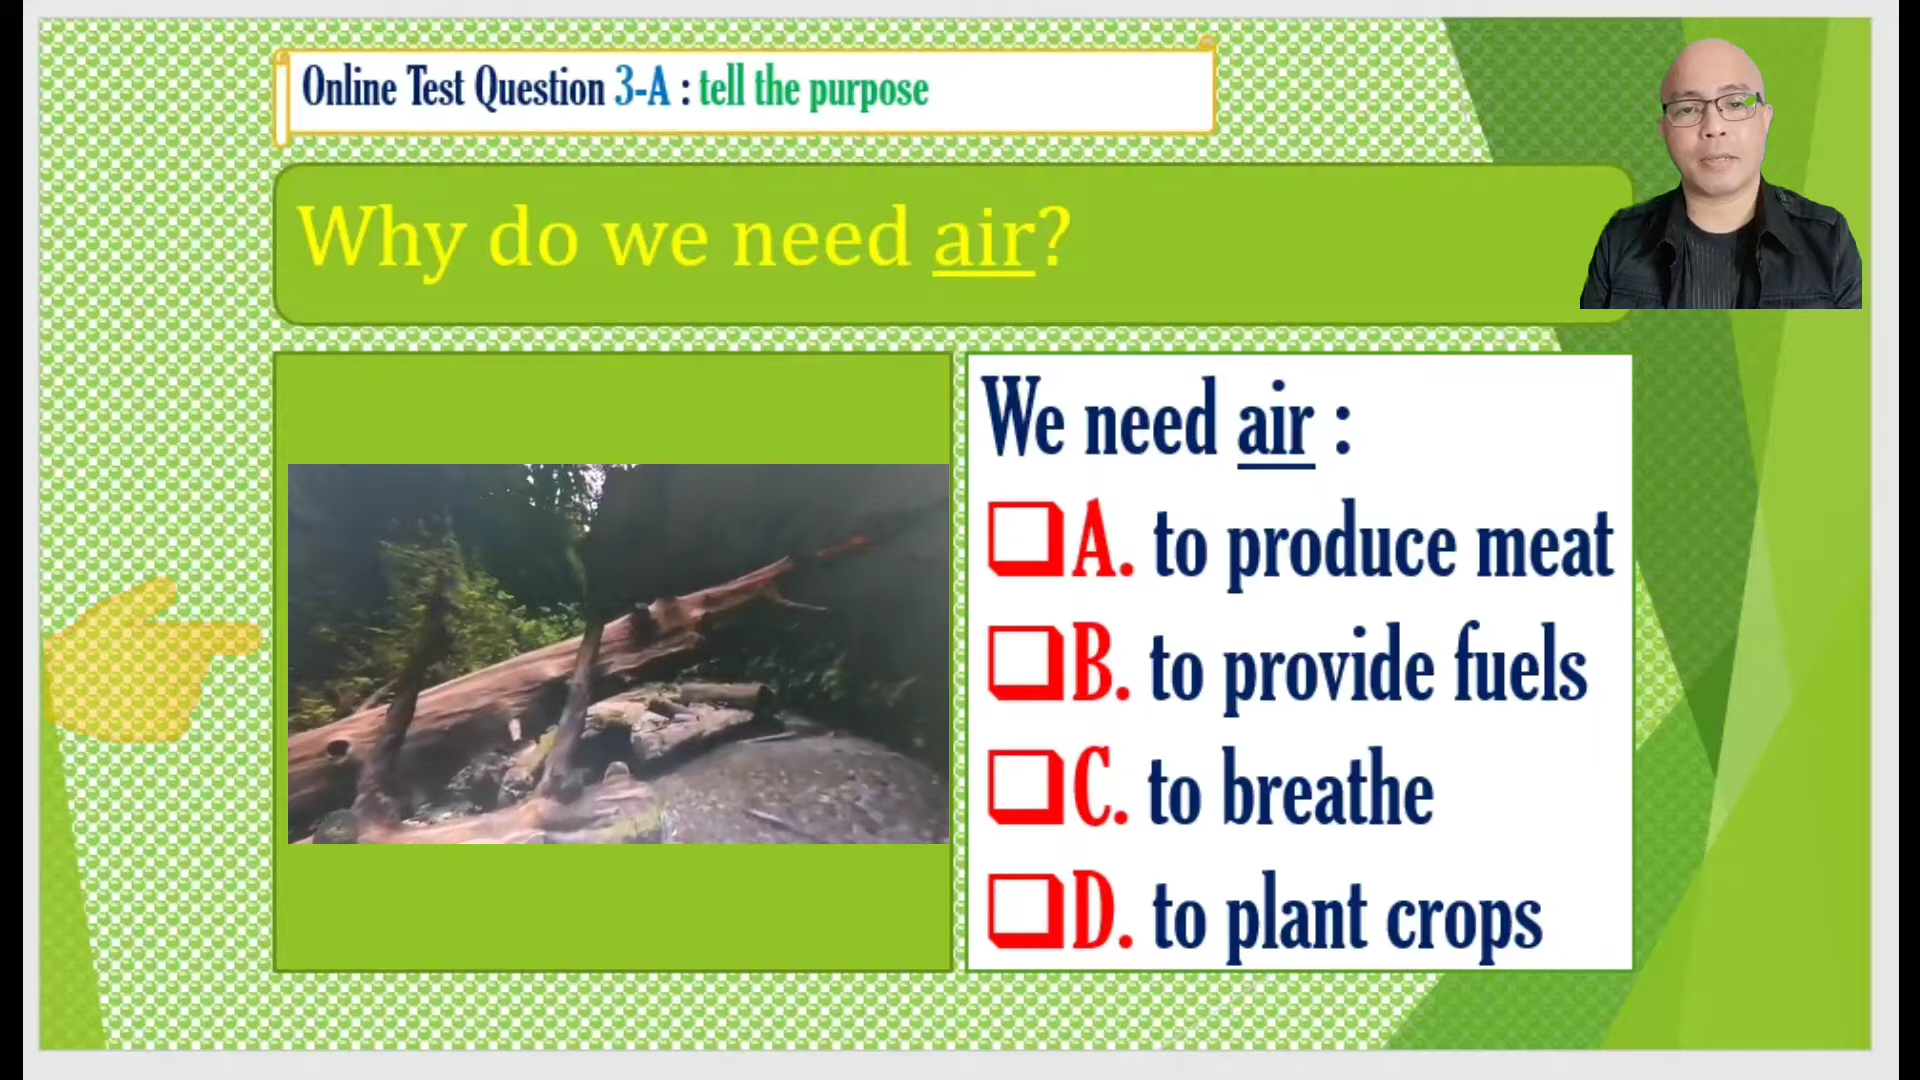 Online Test Question 3-A : tell the purpose
Why do we need air?
We need air :
A. to produce meat
B. to provide fuels
C. to breathe
D. to plant crops